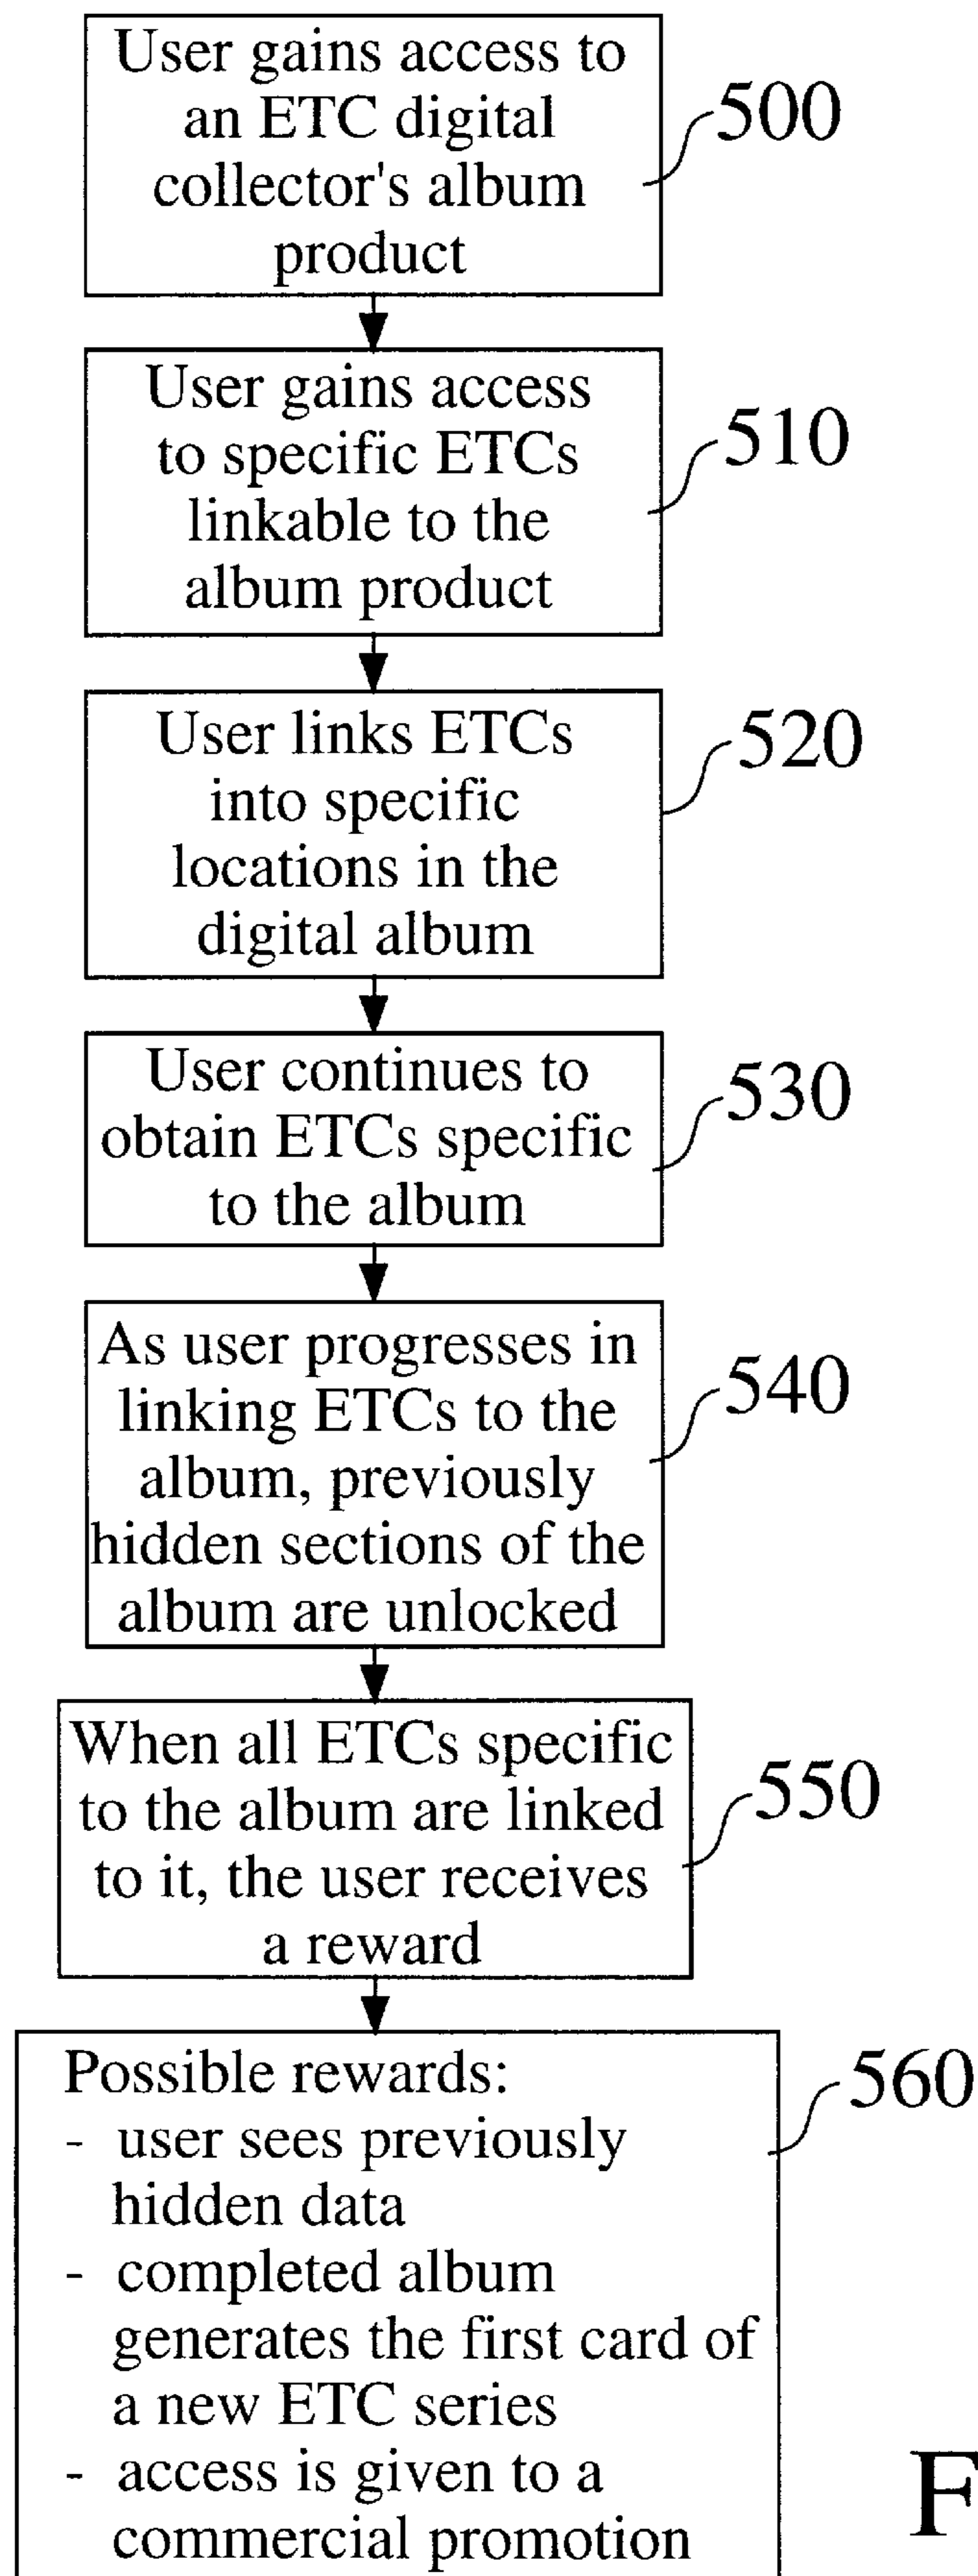 User gains access to
an ETC digital
collector's album
product
500
User gains access
to specific ETCs
linkable to the
album product
510
User links ETCs
into specific
locations in the
digital album
520
User continues to
obtain ETCs specific
to the album
530
As user progresses in
linking ETCs to the
album, previously
hidden sections of the
album are unlocked
540
When all ETCs specific
to the album are linked
to it, the user receives
a reward
550
Possible rewards:
- user sees previously
hidden data
- completed album
generates the first card of
a new ETC series
- access is given to a
commercial promotion
560
F